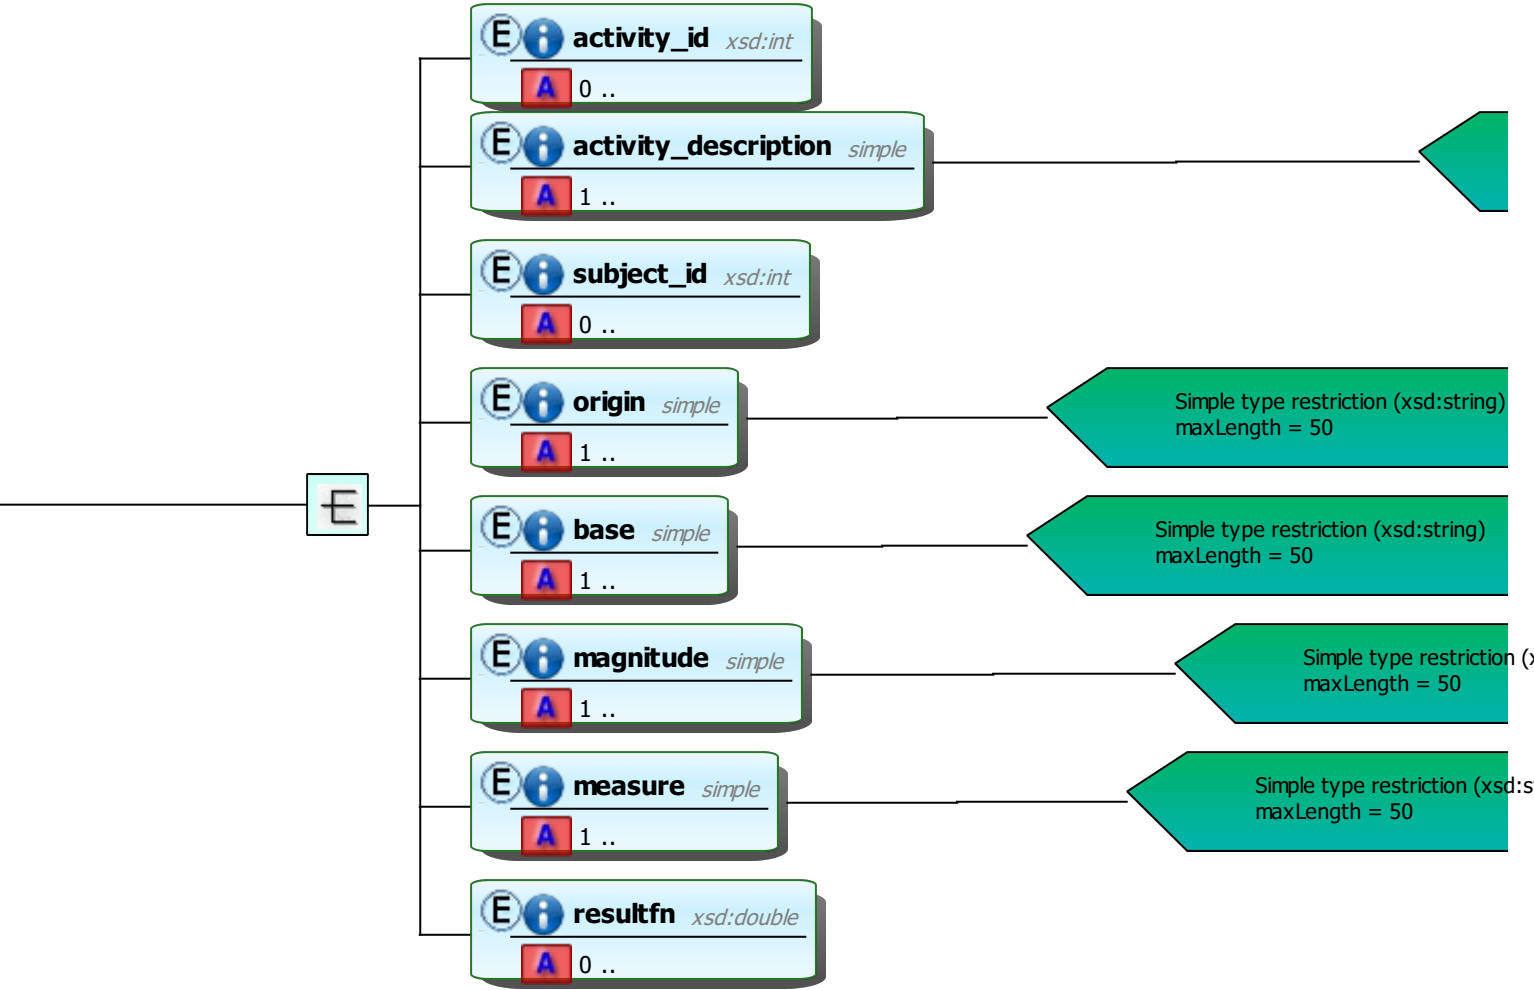 E i activity_id xsd:int
A 0 ..
E i activity_description simple
A 1 ..
E i subject_id xsd:int
A 0 ..
E i origin simple
A 1 ..
Simple type restriction (xsd:string)
maxLength = 50
E
E i base simple
A 1 ..
Simple type restriction (xsd:string)
maxLength = 50
E i magnitude simple
A 1 ..
Simple type restriction (x
maxLength = 50
E i measure simple
A 1 ..
Simple type restriction (xsd:s
maxLength = 50
E i resultfn xsd:double
A 0 ..